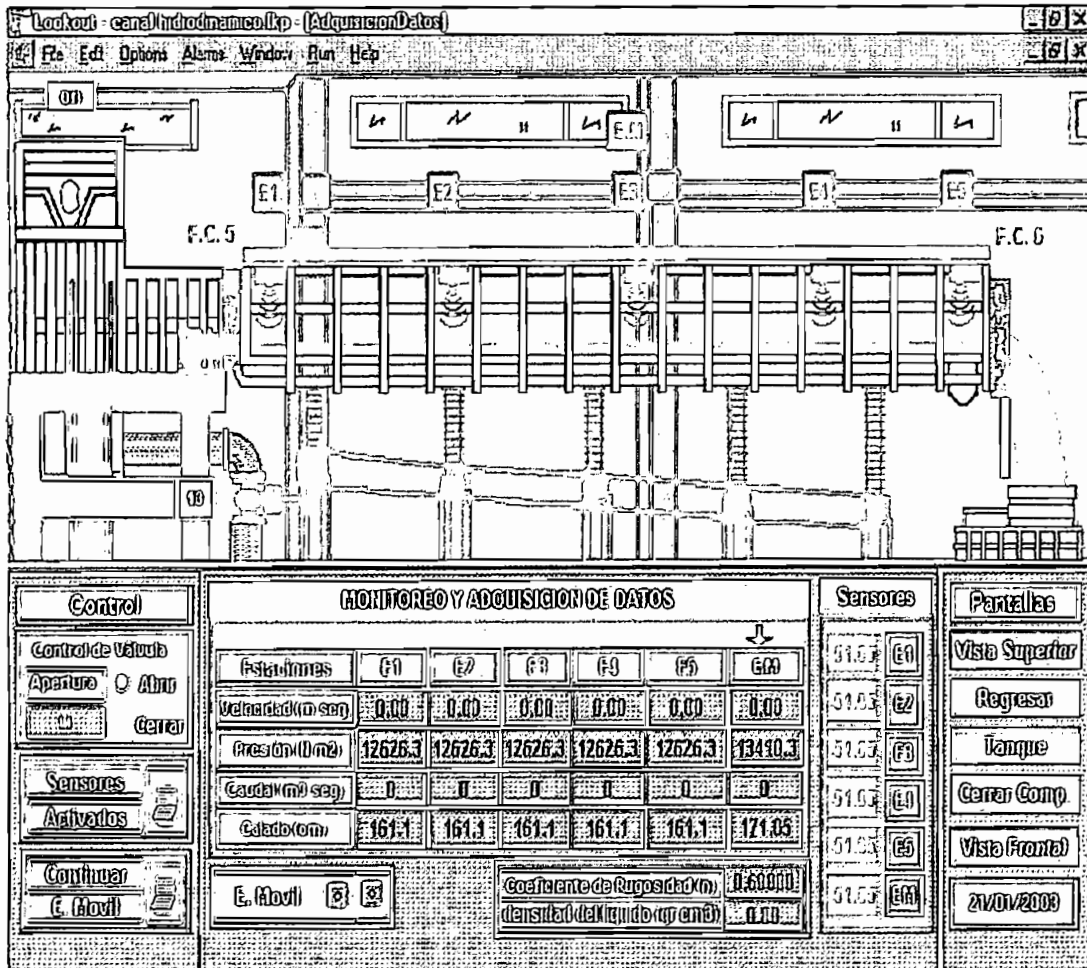 Lookout - canal hidrodinamico.lkp - [AdquisicionDatos]
File Edit Options Alarms Window Run Help
E1 E2 E3 E5
F.C. 5 F.C. 6
Control
Control de Válvula
Apertura Abrir
Cerrar
Sensores
Activados
Continuar
E. Movil
MONITOREO Y ADQUISICION DE DATOS
Estaciones E1 E2 E3 E4 E5 EM
Velocidad (m seg) 0.00 0.00 0.00 0.00 0.00 0.00
Presión (N m2) 12626.3 12626.3 12626.3 12626.3 12626.3 13410.3
Caudal (m3 seg) 0 0 0 0 0 0
Calado (cm) 161.1 161.1 161.1 161.1 161.1 171.05
E. Movil
Coeficiente de Rugosidad (n)
densidad del liquido (gr cm3)
Sensores
E1
E2
E3
E4
E5
EM
Pantallas
Vista Superior
Regresar
Tanque
Cerrar Comp.
Vista Frontal
21/01/2003